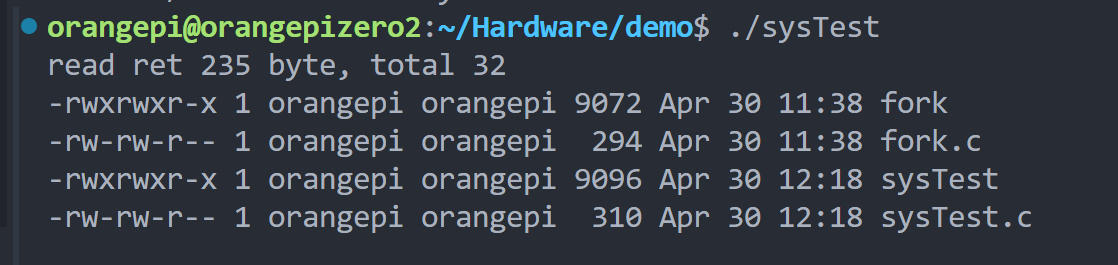 orangepi@orangepizero2:~/Hardware/demo$ ./sysTest
read ret 235 byte, total 32
-rwxrwxr-x 1 orangepi orangepi 9072 Apr 30 11:38 fork
-rw-rw-r-- 1 orangepi orangepi  294 Apr 30 11:38 fork.c
-rwxrwxr-x 1 orangepi orangepi 9096 Apr 30 12:18 sysTest
-rw-rw-r-- 1 orangepi orangepi  310 Apr 30 12:18 sysTest.c